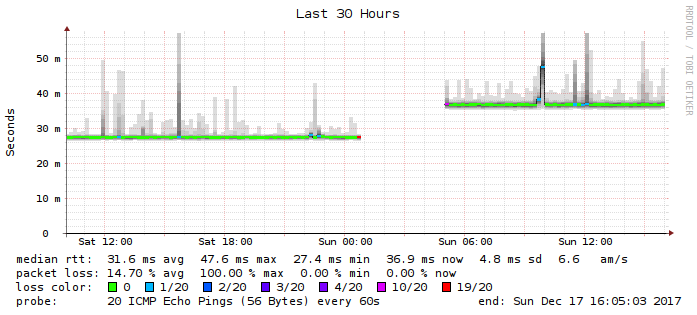 Last 30 Hours
RRDTOOL / TOBI OETIKER
Seconds
50 m
40 m
30 m
20 m
10 m
0
Sat 12:00 Sat 18:00 Sun 00:00 Sun 06:00 Sun 12:00
median rtt: 31.6 ms avg 47.6 ms max 27.4 ms min 36.9 ms now 4.8 ms sd 6.6 am/s
packet loss: 14.70 % avg 100.00 % max 0.00 % min 0.00 % now
loss color: 0 1/20 2/20 3/20 4/20 10/20 19/20
probe: 20 ICMP Echo Pings (56 Bytes) every 60s end: Sun Dec 17 16:05:03 2017